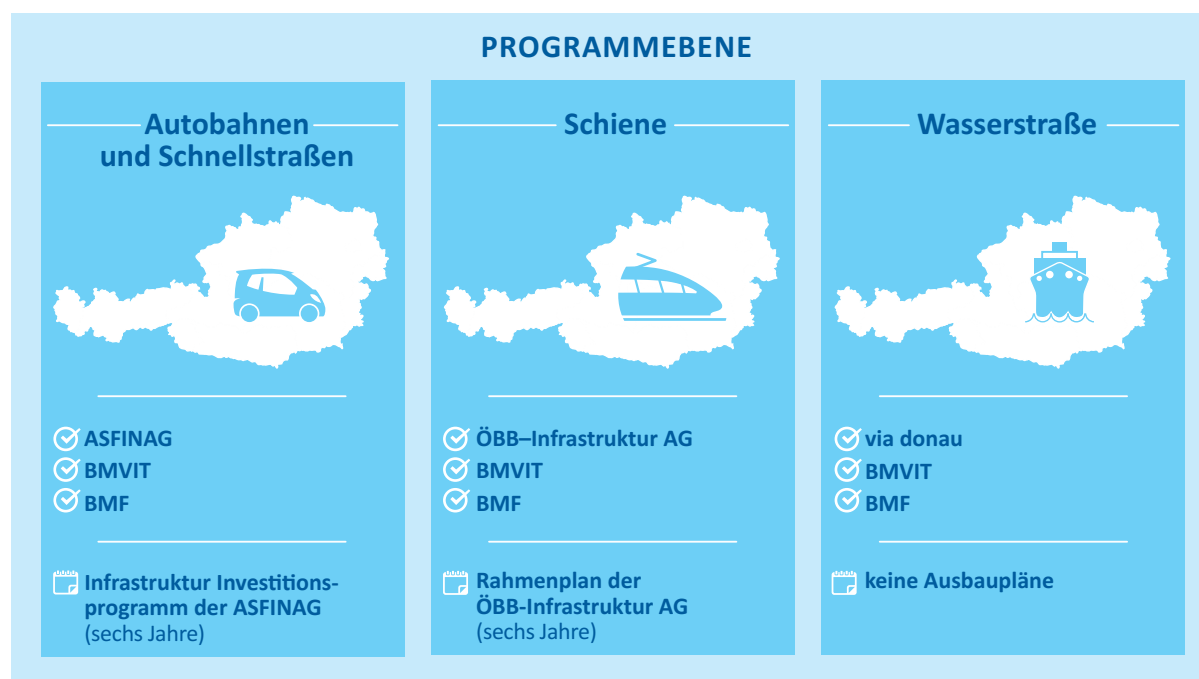 PROGRAMMEBENE
Autobahnen
und Schnellstraßen
ASFINAG
BMVIT
BMF
Infrastruktur Investitions-
programm der ASFINAG
(sechs Jahre)
Schiene
ÖBB–Infrastruktur AG
BMVIT
BMF
Rahmenplan der
ÖBB-Infrastruktur AG
(sechs Jahre)
Wasserstraße
via donau
BMVIT
BMF
keine Ausbaupläne